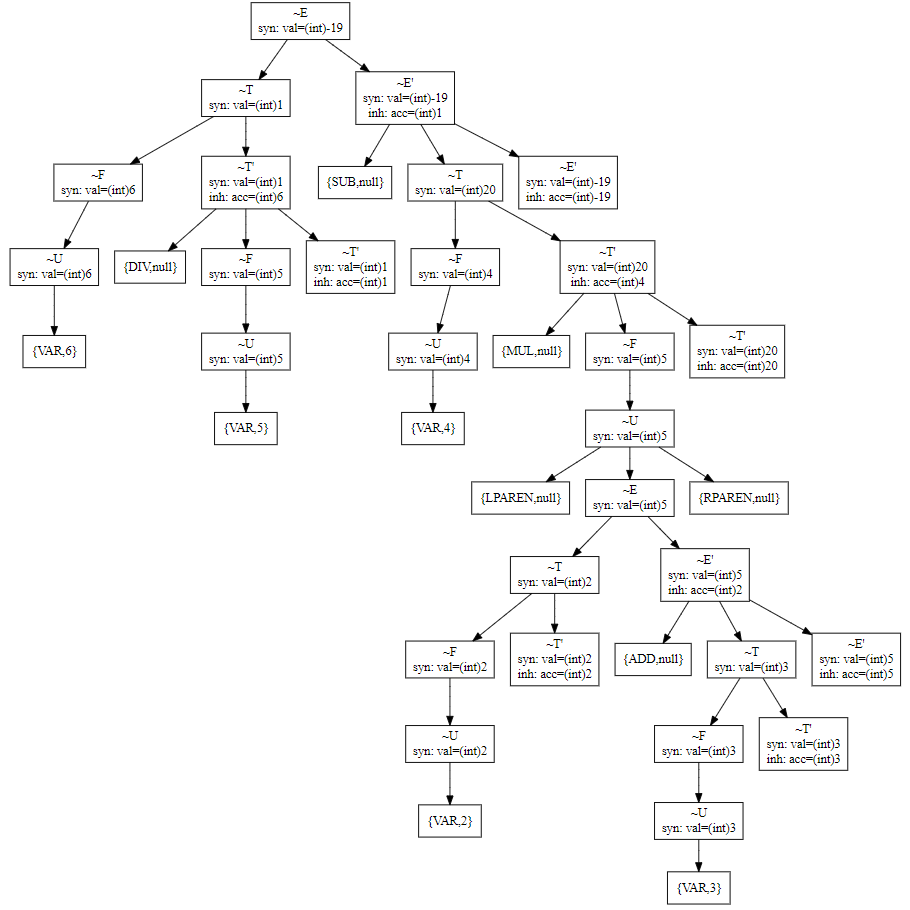 ~E
syn: val=(int)-19
~T
syn: val=(int)1
~E'
syn: val=(int)-19
inh: acc=(int)1
~F
syn: val=(int)6
~T'
syn: val=(int)1
inh: acc=(int)6
{SUB,null}
~T
syn: val=(int)20
~E'
syn: val=(int)-19
inh: acc=(int)-19
~U
syn: val=(int)6
{DIV,null}
~F
syn: val=(int)5
~T'
syn: val=(int)1
inh: acc=(int)1
~F
syn: val=(int)4
~T'
syn: val=(int)20
inh: acc=(int)4
{VAR,6}
~U
syn: val=(int)5
~U
syn: val=(int)4
{MUL,null}
~F
syn: val=(int)5
~T'
syn: val=(int)20
inh: acc=(int)20
{VAR,5}
{VAR,4}
~U
syn: val=(int)5
{LPAREN,null}
~E
syn: val=(int)5
{RPAREN,null}
~T
syn: val=(int)2
~E'
syn: val=(int)5
inh: acc=(int)2
~F
syn: val=(int)2
~T'
syn: val=(int)2
inh: acc=(int)2
{ADD,null}
~T
syn: val=(int)3
~E'
syn: val=(int)5
inh: acc=(int)5
~U
syn: val=(int)2
~F
syn: val=(int)3
~T'
syn: val=(int)3
inh: acc=(int)3
{VAR,2}
~U
syn: val=(int)3
{VAR,3}